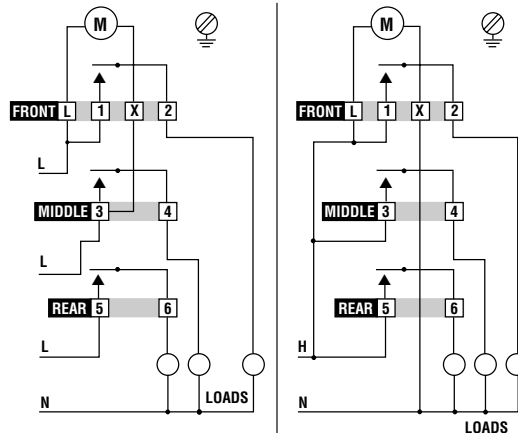 M
FRONT L 1 X 2
L
MIDDLE 3 4
L
REAR 5 6
L
N
LOADS
M
FRONT L 1 X 2
MIDDLE 3 4
REAR 5 6
H
N
LOADS